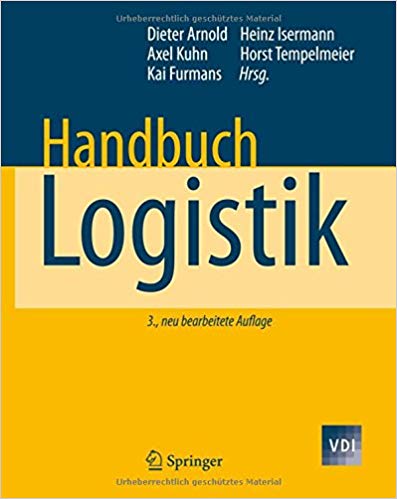 Urheberrechtlich geschütztes Material
Dieter Arnold Heinz Isermann
Axel Kuhn Horst Tempelmeier
Kai Furmans Hrsg.
Handbuch
Logistik
3., neu bearbeitete Auflage
VDI
Springer
Urheberrechtlich geschütztes Material